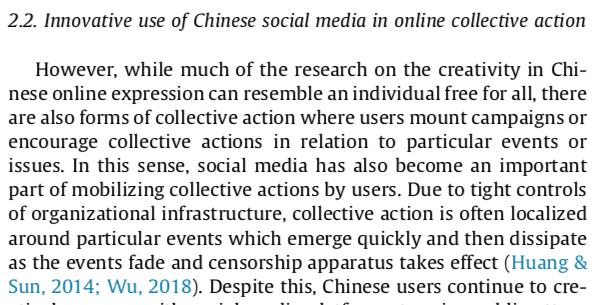 2.2. Innovative use of Chinese social media in online collective action
However, while much of the research on the creativity in Chi-
nese online expression can resemble an individual free for all, there
are also forms of collective action where users mount campaigns or
encourage collective actions in relation to particular events or
issues. In this sense, social media has also become an important
part of mobilizing collective actions by users. Due to tight controls
of organizational infrastructure, collective action is often localized
around particular events which emerge quickly and then dissipate
as the events fade and censorship apparatus takes effect (Huang &
Sun, 2014; Wu, 2018). Despite this, Chinese users continue to cre-